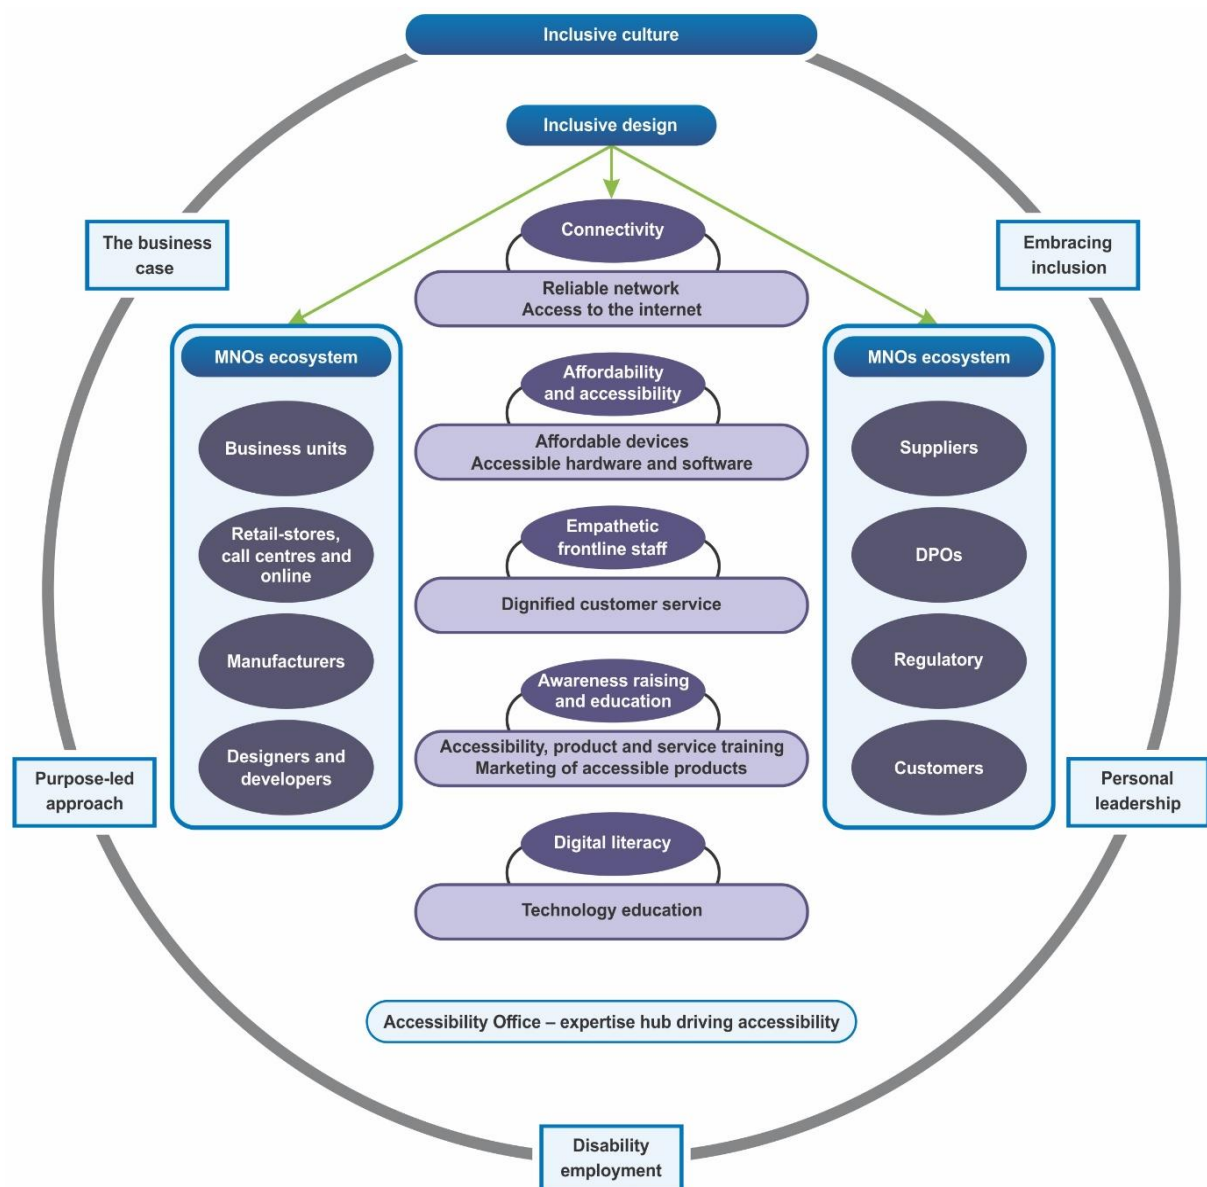 Inclusive culture
Inclusive design
The business
case
Embracing
inclusion
Connectivity
Reliable network
Access to the internet
MNOs ecosystem
Business units
Retail-stores,
call centres and
online
Manufacturers
Designers and
developers
Affordability
and accessibility
Affordable devices
Accessible hardware and software
Empathetic
frontline staff
Dignified customer service
Awareness raising
and education
Accessibility, product and service training
Marketing of accessible products
Digital literacy
Technology education
MNOs ecosystem
Suppliers
DPOs
Regulatory
Customers
Purpose-led
approach
Personal
leadership
Accessibility Office – expertise hub driving accessibility
Disability
employment